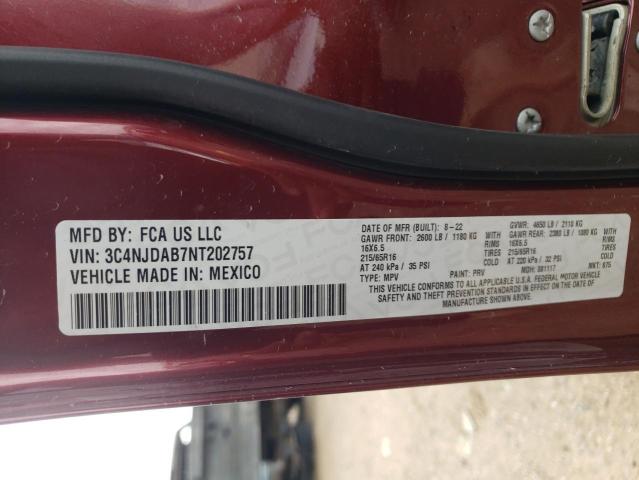 MFD BY: FCA US LLC
VIN: 3C4NJDAB7NT202757
VEHICLE MADE IN: MEXICO
DATE OF MFR (BUILT): 8-22 GVWR: 4650 LB / 2110 KG
GAWR FRONT: 2600 LB / 1180 KG GAWR REAR: 2380 LB / 1080 KG
16X6.5 RIMS 16X6.5 RIMS
215/65R16 TIRES 215/65R16 TIRES
AT 240 kPa / 35 PSI COLD AT 220 kPa / 32 PSI COLD
TYPE: MPV PAINT: PRV MDH: 081117 MKT: 675
THIS VEHICLE CONFORMS TO ALL APPLICABLE U.S.A. FEDERAL MOTOR VEHICLE
SAFETY AND THEFT PREVENTION STANDARDS IN EFFECT ON THE DATE OF
MANUFACTURE SHOWN ABOVE.